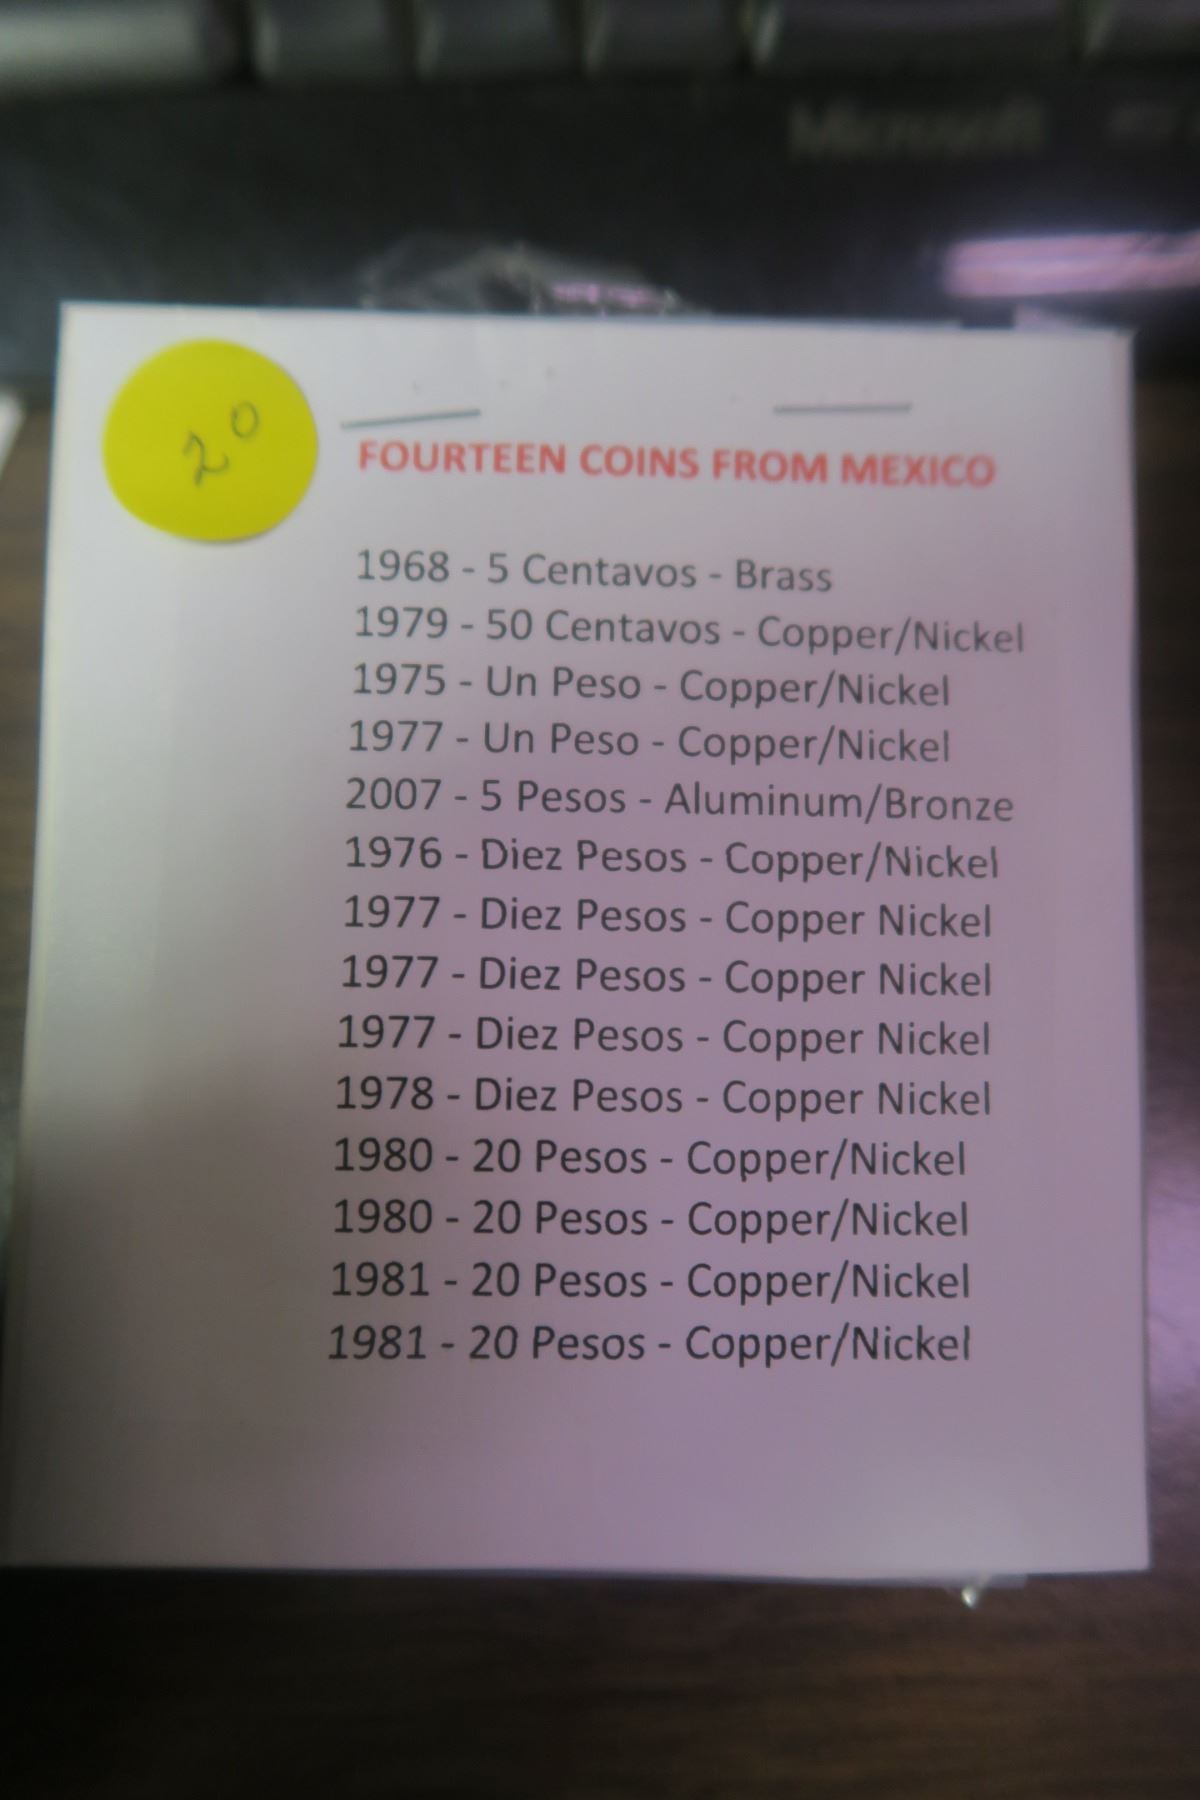 Microsoft
20
FOURTEEN COINS FROM MEXICO
1968 - 5 Centavos - Brass
1979 - 50 Centavos - Copper/Nickel
1975 - Un Peso - Copper/Nickel
1977 - Un Peso - Copper/Nickel
2007 - 5 Pesos - Aluminum/Bronze
1976 - Diez Pesos - Copper/Nickel
1977 - Diez Pesos - Copper Nickel
1977 - Diez Pesos - Copper Nickel
1977 - Diez Pesos - Copper Nickel
1978 - Diez Pesos - Copper Nickel
1980 - 20 Pesos - Copper/Nickel
1980 - 20 Pesos - Copper/Nickel
1981 - 20 Pesos - Copper/Nickel
1981 - 20 Pesos - Copper/Nickel